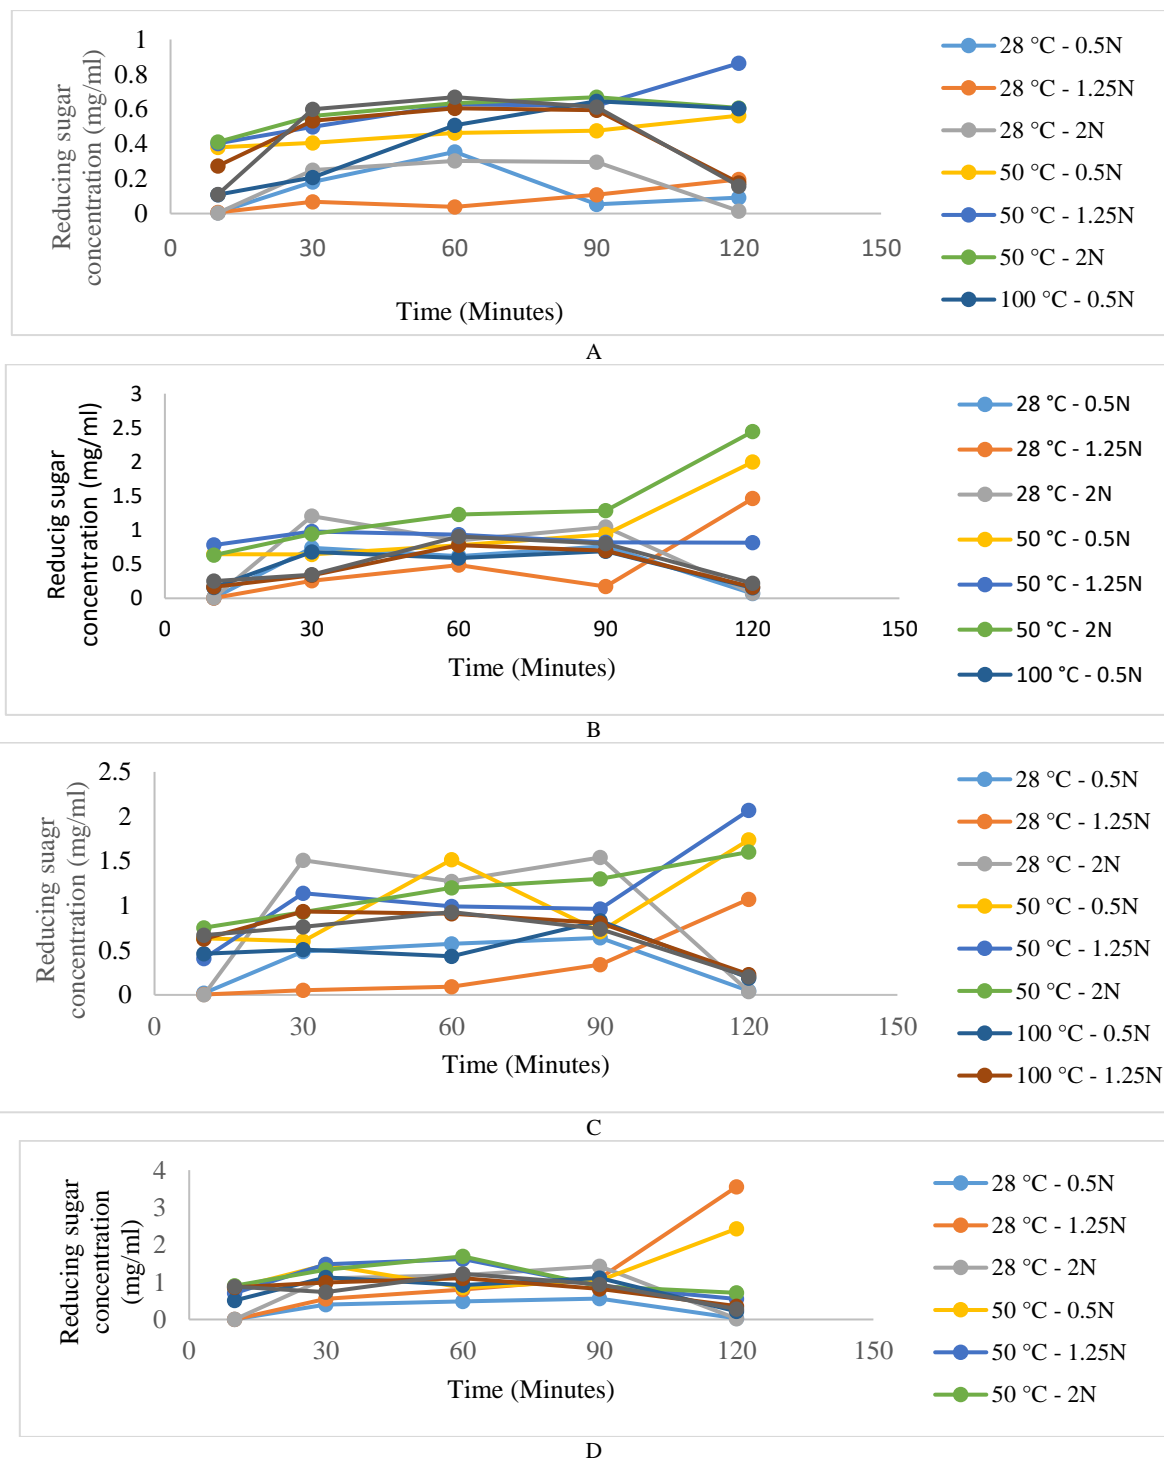 1
0.8
0.6
0.4
0.2
0
0 30 60 90 120 150
Reducing sugar
concentration (mg/ml)
Time (Minutes)
28 °C - 0.5N
28 °C - 1.25N
28 °C - 2N
50 °C - 0.5N
50 °C - 1.25N
50 °C - 2N
100 °C - 0.5N
A
3
2.5
2
1.5
1
0.5
0
0 30 60 90 120 150
Reducig sugar
concentration (mg/ml)
Time (Minutes)
28 °C - 0.5N
28 °C - 1.25N
28 °C - 2N
50 °C - 0.5N
50 °C - 1.25N
50 °C - 2N
100 °C - 0.5N
B
2.5
2
1.5
1
0.5
0
0 30 60 90 120 150
Reducing suagr
concentration (mg/ml)
Time (Minutes)
28 °C - 0.5N
28 °C - 1.25N
28 °C - 2N
50 °C - 0.5N
50 °C - 1.25N
50 °C - 2N
100 °C - 0.5N
100 °C - 1.25N
C
4
3
2
1
0
0 30 60 90 120 150
Reducing sugar
concentration
(mg/ml)
Time (Minutes)
28 °C - 0.5N
28 °C - 1.25N
28 °C - 2N
50 °C - 0.5N
50 °C - 1.25N
50 °C - 2N
D